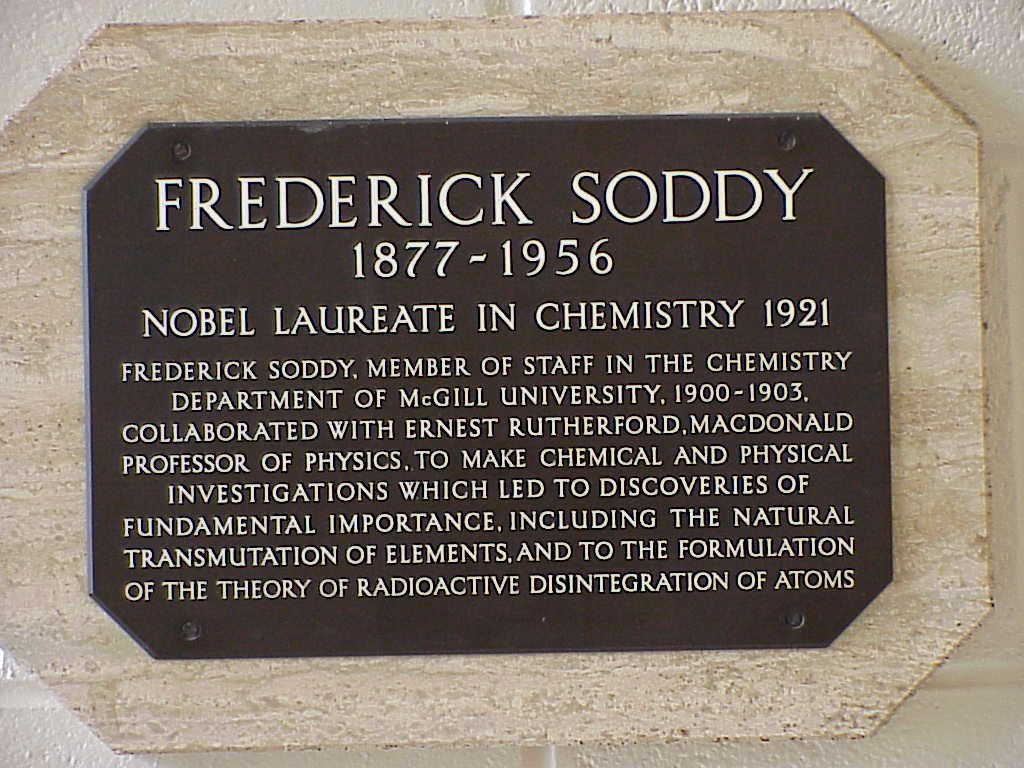 FREDERICK SODDY
1877-1956
NOBEL LAUREATE IN CHEMISTRY 1921
FREDERICK SODDY, MEMBER OF STAFF IN THE CHEMISTRY
DEPARTMENT OF McGILL UNIVERSITY, 1900-1903,
COLLABORATED WITH ERNEST RUTHERFORD, MACDONALD
PROFESSOR OF PHYSICS, TO MAKE CHEMICAL AND PHYSICAL
INVESTIGATIONS WHICH LED TO DISCOVERIES OF
FUNDAMENTAL IMPORTANCE, INCLUDING THE NATURAL
TRANSMUTATION OF ELEMENTS, AND TO THE FORMULATION
OF THE THEORY OF RADIOACTIVE DISINTEGRATION OF ATOMS